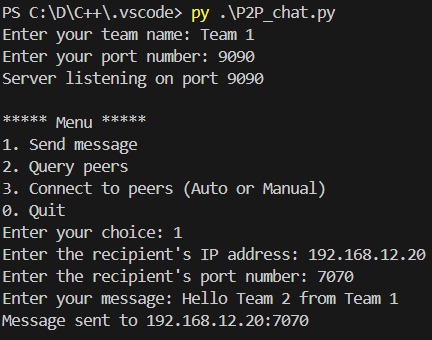 PS C:\D\C++\.vscode> py .\P2P_chat.py
Enter your team name: Team 1
Enter your port number: 9090
Server listening on port 9090
***** Menu *****
1. Send message
2. Query peers
3. Connect to peers (Auto or Manual)
0. Quit
Enter your choice: 1
Enter the recipient's IP address: 192.168.12.20
Enter the recipient's port number: 7070
Enter your message: Hello Team 2 from Team 1
Message sent to 192.168.12.20:7070